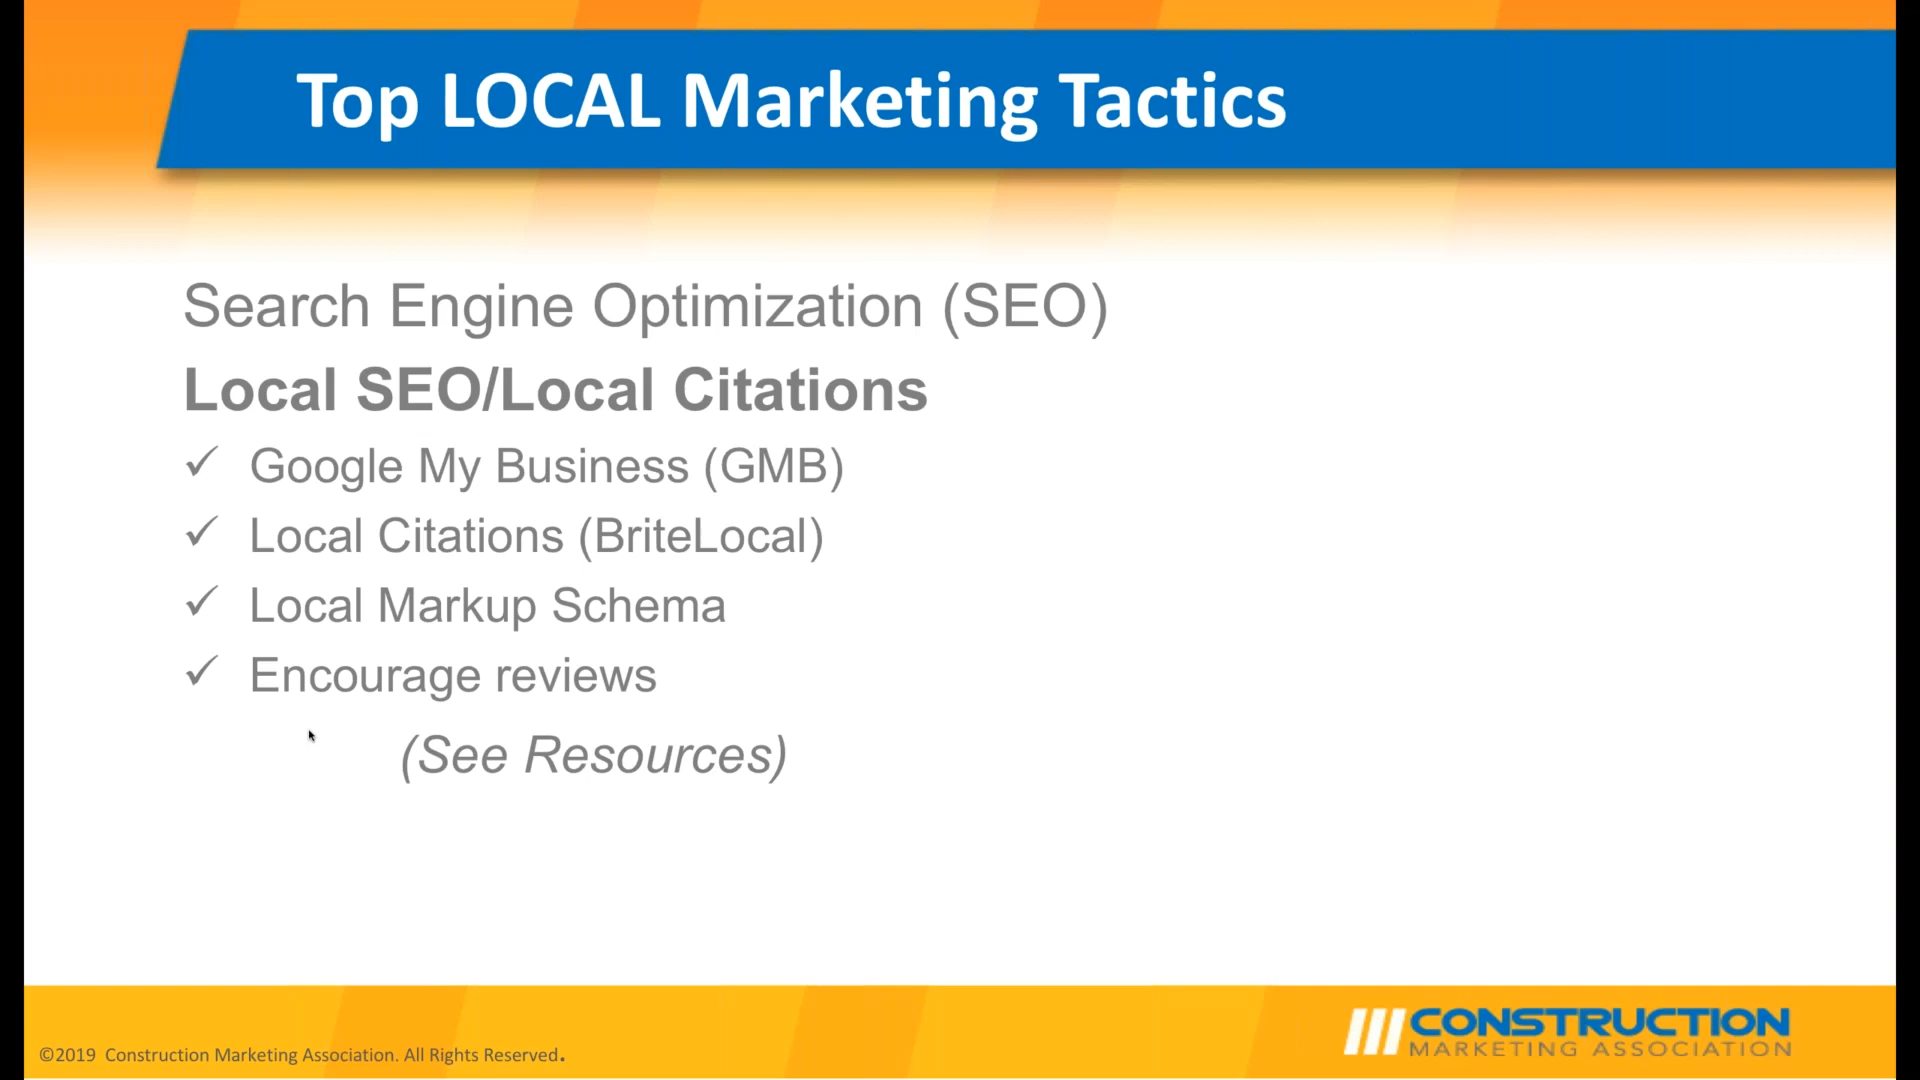 Top LOCAL Marketing Tactics
Search Engine Optimization (SEO)
Local SEO/Local Citations
✓ Google My Business (GMB)
✓ Local Citations (BriteLocal)
✓ Local Markup Schema
✓ Encourage reviews
(See Resources)
©2019 Construction Marketing Association. All Rights Reserved.
CONSTRUCTION
MARKETING ASSOCIATION